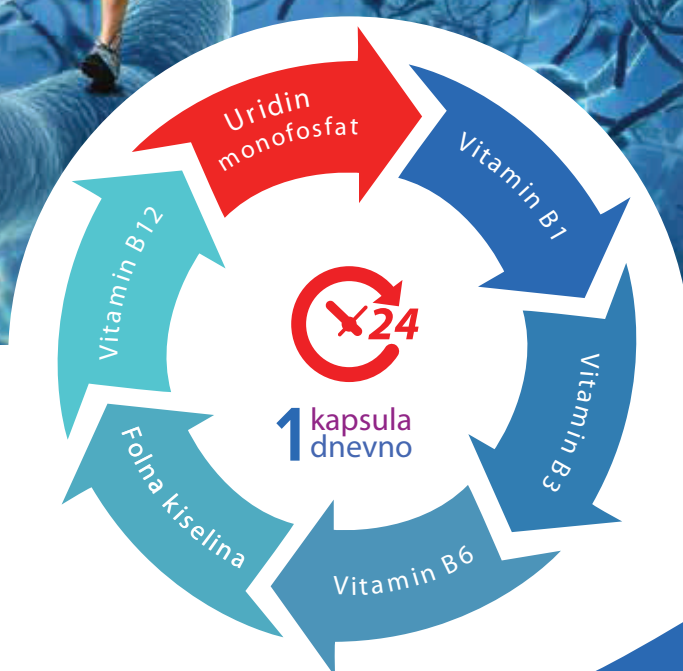 Uridin
monofosfat
Vitamin B1
Vitamin B3
Vitamin B6
Folna kiselina
Vitamin B12
24
1 kapsula
dnevno